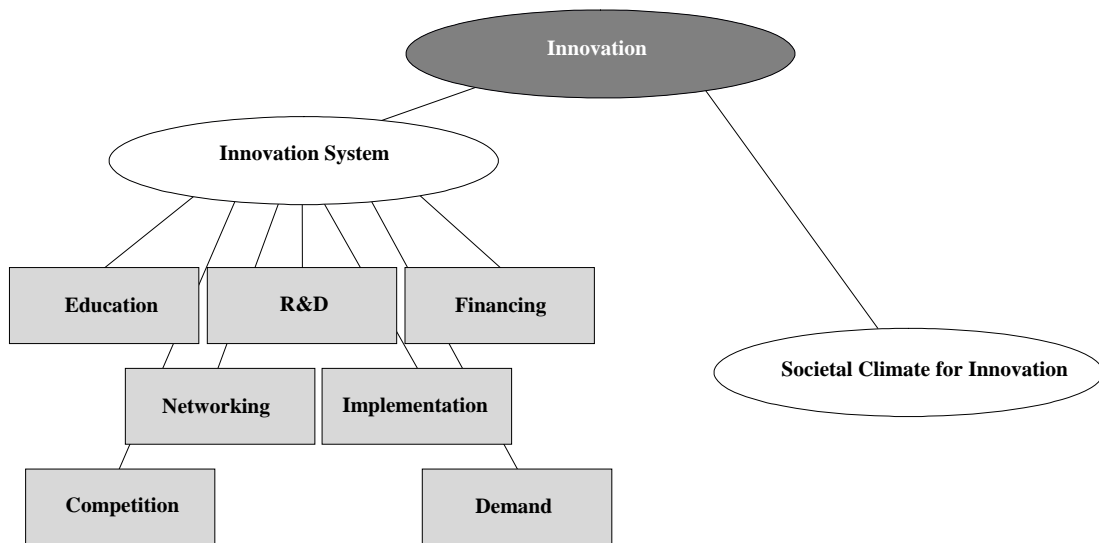 Innovation
Innovation System
Education
R&D
Financing
Societal Climate for Innovation
Networking
Implementation
Competition
Demand